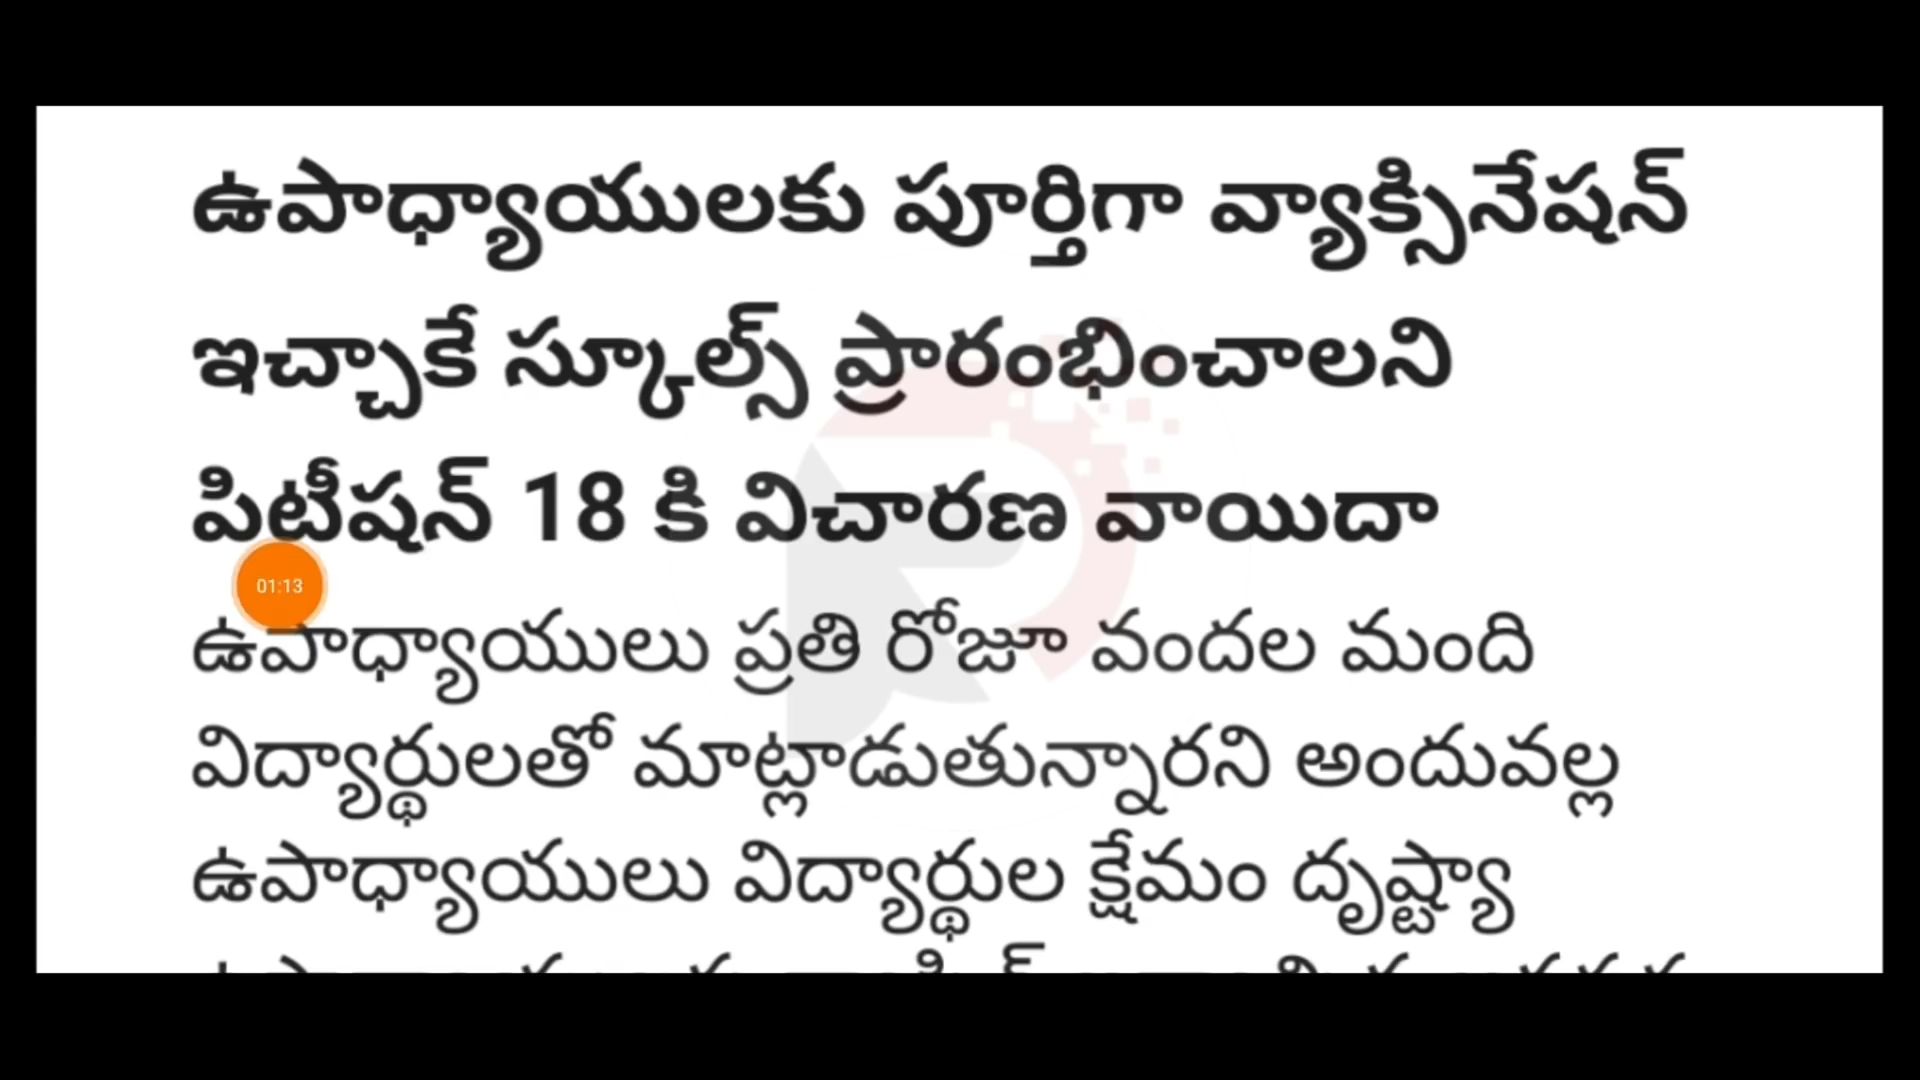 ఉపాధ్యాయులకు పూర్తిగా వ్యాక్సినేషన్
ఇచ్చాకే స్కూల్స్ ప్రారంభించాలని
పిటీషన్ 18 కి విచారణ వాయిదా
01:13
ఉపాధ్యాయులు ప్రతి రోజూ వందల మంది
విద్యార్థులతో మాట్లాడుతున్నారని అందువల్ల
ఉపాధ్యాయులు విద్యార్థుల క్షేమం దృష్ట్యా